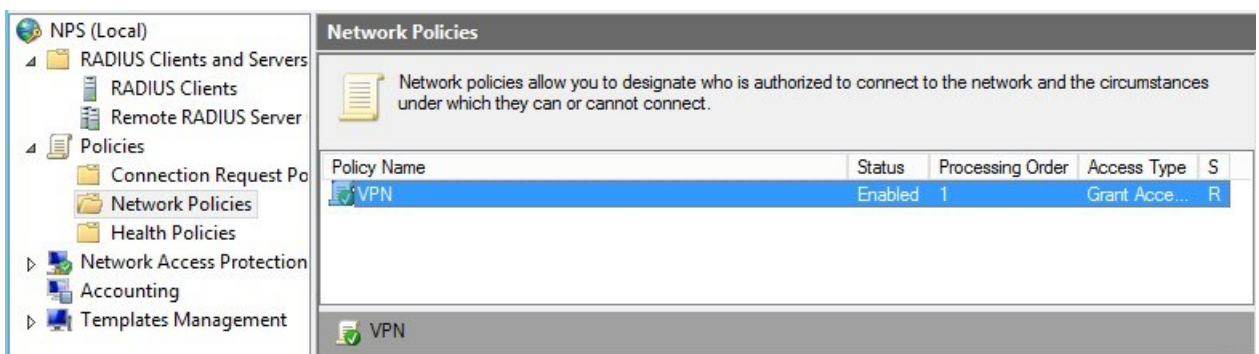 NPS (Local)
RADIUS Clients and Servers
RADIUS Clients
Remote RADIUS Server
Policies
Connection Request Po
Network Policies
Health Policies
Network Access Protection
Accounting
Templates Management
Network Policies
Network policies allow you to designate who is authorized to connect to the network and the circumstances
under which they can or cannot connect.
Policy Name Status Processing Order Access Type S
VPN Enabled 1 Grant Acce... R
VPN